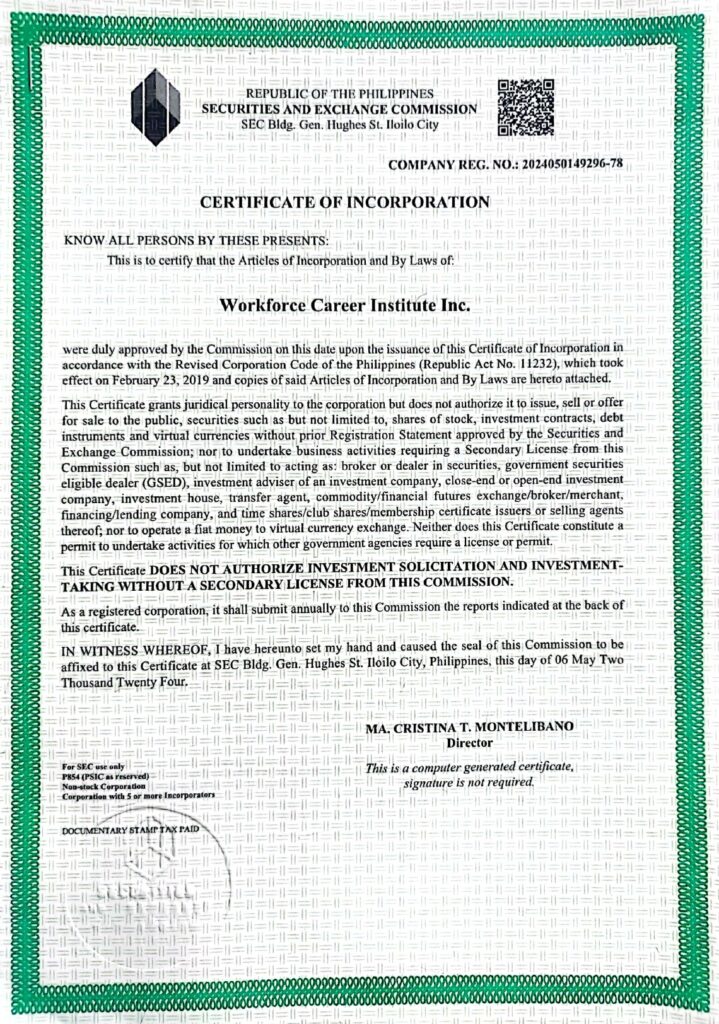 REPUBLIC OF THE PHILIPPINES
SECURITIES AND EXCHANGE COMMISSION
SEC Bldg. Gen. Hughes St. Iloilo City
COMPANY REG. NO.: 2024050149296-78
CERTIFICATE OF INCORPORATION
KNOW ALL PERSONS BY THESE PRESENTS:
This is to certify that the Articles of Incorporation and By Laws of:
Workforce Career Institute Inc.
were duly approved by the Commission on this date upon the issuance of this Certificate of Incorporation in
accordance with the Revised Corporation Code of the Philippines (Republic Act No. 11232), which took
effect on February 23, 2019 and copies of said Articles of Incorporation and By Laws are hereto attached.
This Certificate grants juridical personality to the corporation but does not authorize it to issue, sell or offer
for sale to the public, securities such as but not limited to, shares of stock, investment contracts, debt
instruments and virtual currencies without prior Registration Statement approved by the Securities and
Exchange Commission; nor to undertake business activities requiring a Secondary License from this
Commission such as, but not limited to acting as: broker or dealer in securities, government securities
eligible dealer (GSED), investment adviser of an investment company, close-end or open-end investment
company, investment house, transfer agent, commodity/financial futures exchange/broker/merchant,
financing/lending company, and time shares/club shares/membership certificate issuers or selling agents
thereof; nor to operate a fiat money to virtual currency exchange. Neither does this Certificate constitute a
permit to undertake activities for which other government agencies require a license or permit.
This Certificate DOES NOT AUTHORIZE INVESTMENT SOLICITATION AND INVESTMENT-
TAKING WITHOUT A SECONDARY LICENSE FROM THIS COMMISSION.
As a registered corporation, it shall submit annually to this Commission the reports indicated at the back of
this certificate.
IN WITNESS WHEREOF, I have hereunto set my hand and caused the seal of this Commission to be
affixed to this Certificate at SEC Bldg. Gen. Hughes St. Iloilo City, Philippines, this day of 06 May Two
Thousand Twenty Four.
MA. CRISTINA T. MONTELIBANO
Director
This is a computer generated certificate,
signature is not required.
For SEC use only
P854 (PSIC as reserved)
Non-stock Corporation
Corporation with 5 or more Incorporators
DOCUMENTARY STAMP TAX PAID